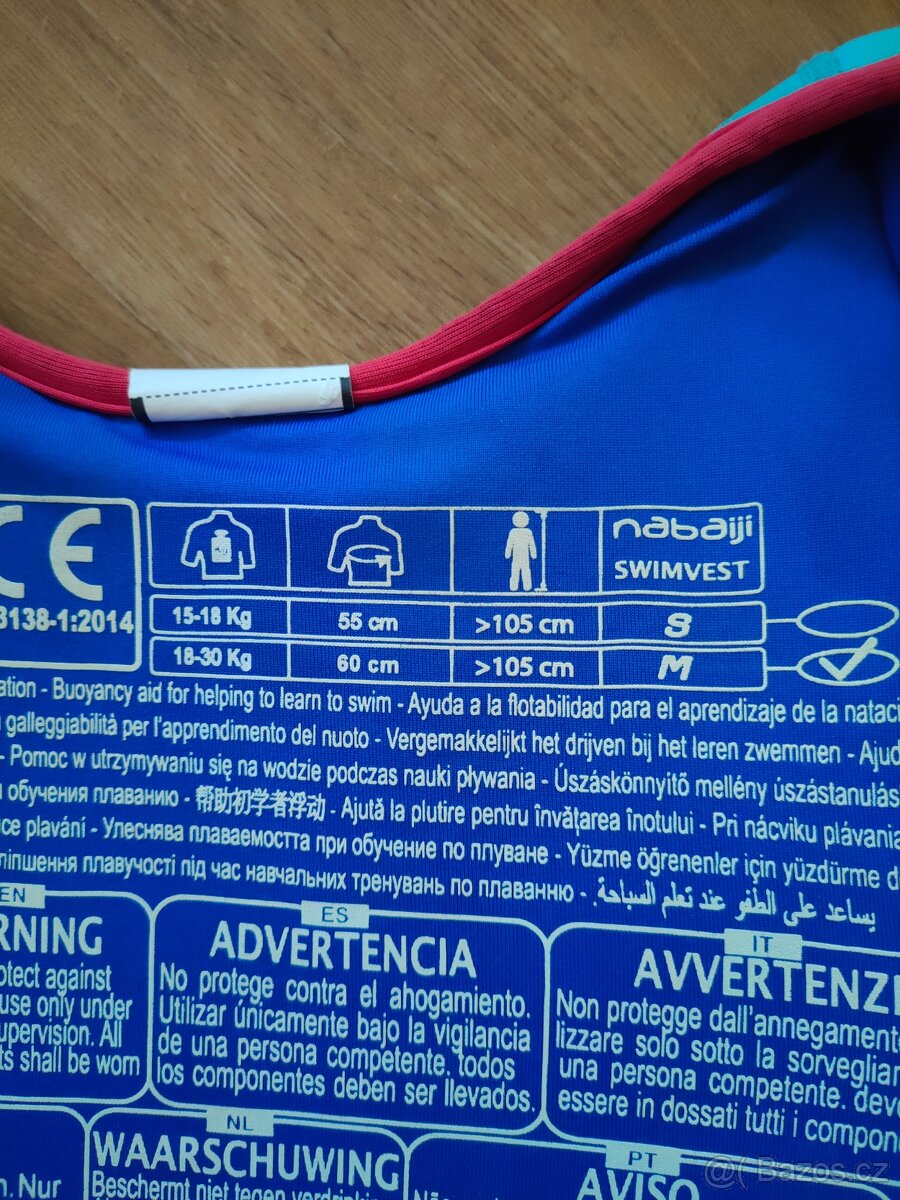 CE
3138-1:2014
Kg
nabaiji
SWIMVEST
15-18 Kg 55 cm >105 cm S
18-30 Kg 60 cm >105 cm M
ation - Buoyancy aid for helping to learn to swim - Ayuda a la flotabilidad para el aprendizaje de la nataci
galleggiabilità per l'apprendimento del nuoto - Vergemakkelijkt het drijven bij het leren zwemmen - Ajud
- Pomoc w utrzymywaniu się na wodzie podczas nauki pływania - Úszáskönnyítő mellény úszástanulás
обучения плаванию - 帮助初学者浮动 - Ajută la plutire pentru învățarea înotului - Pri nácviku plávania
ce plavání - Улеснява плаваемостта при обучение по плуване - Yüzme öğrenenler için yüzdürme d
ліпшення плавучості під час навчальних тренувань по плаванню - يساعد على الطفو عند تعلم السباحة.
EN
RNING
otect against
use only under
upervision. All
ts shall be worn
ES
ADVERTENCIA
No protege contra el ahogamiento.
Utilizar únicamente bajo la vigilancia
de una persona competente. todos
los componentes deben ser llevados.
IT
AVVERTENZE
Non protegge dall'annegament
lizzare solo sotto la sorveglian
una persona competente. deve
essere in dossati tutti i compon
n. Nur
NL
WAARSCHUWING
Beschermt niet tegen verdrinking
PT
AVISO
Bazos.cz